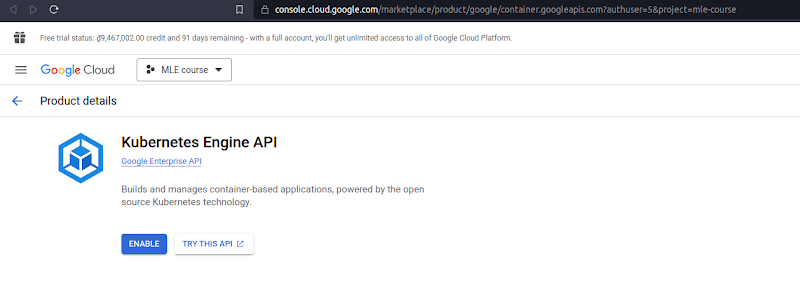 console.cloud.google.com/marketplace/product/google/container.googleapis.com?authuser=5&project=mle-course
Free trial status: ₫9,467,002.00 credit and 91 days remaining - with a full account, you'll get unlimited access to all of Google Cloud Platform.
Google Cloud
MLE course
Product details
Kubernetes Engine API
Google Enterprise API
Builds and manages container-based applications, powered by the open
source Kubernetes technology.
ENABLE
TRY THIS API